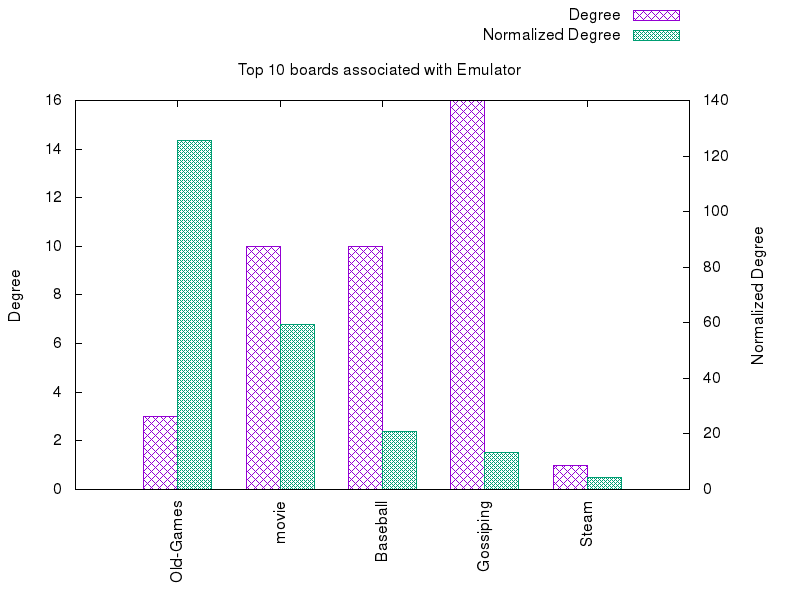 Degree
Normalized Degree
Top 10 boards associated with Emulator
16
14
12
10
8
6
4
2
0
Degree
140
120
100
80
60
40
20
0
Normalized Degree
Old-Games
movie
Baseball
Gossiping
Steam